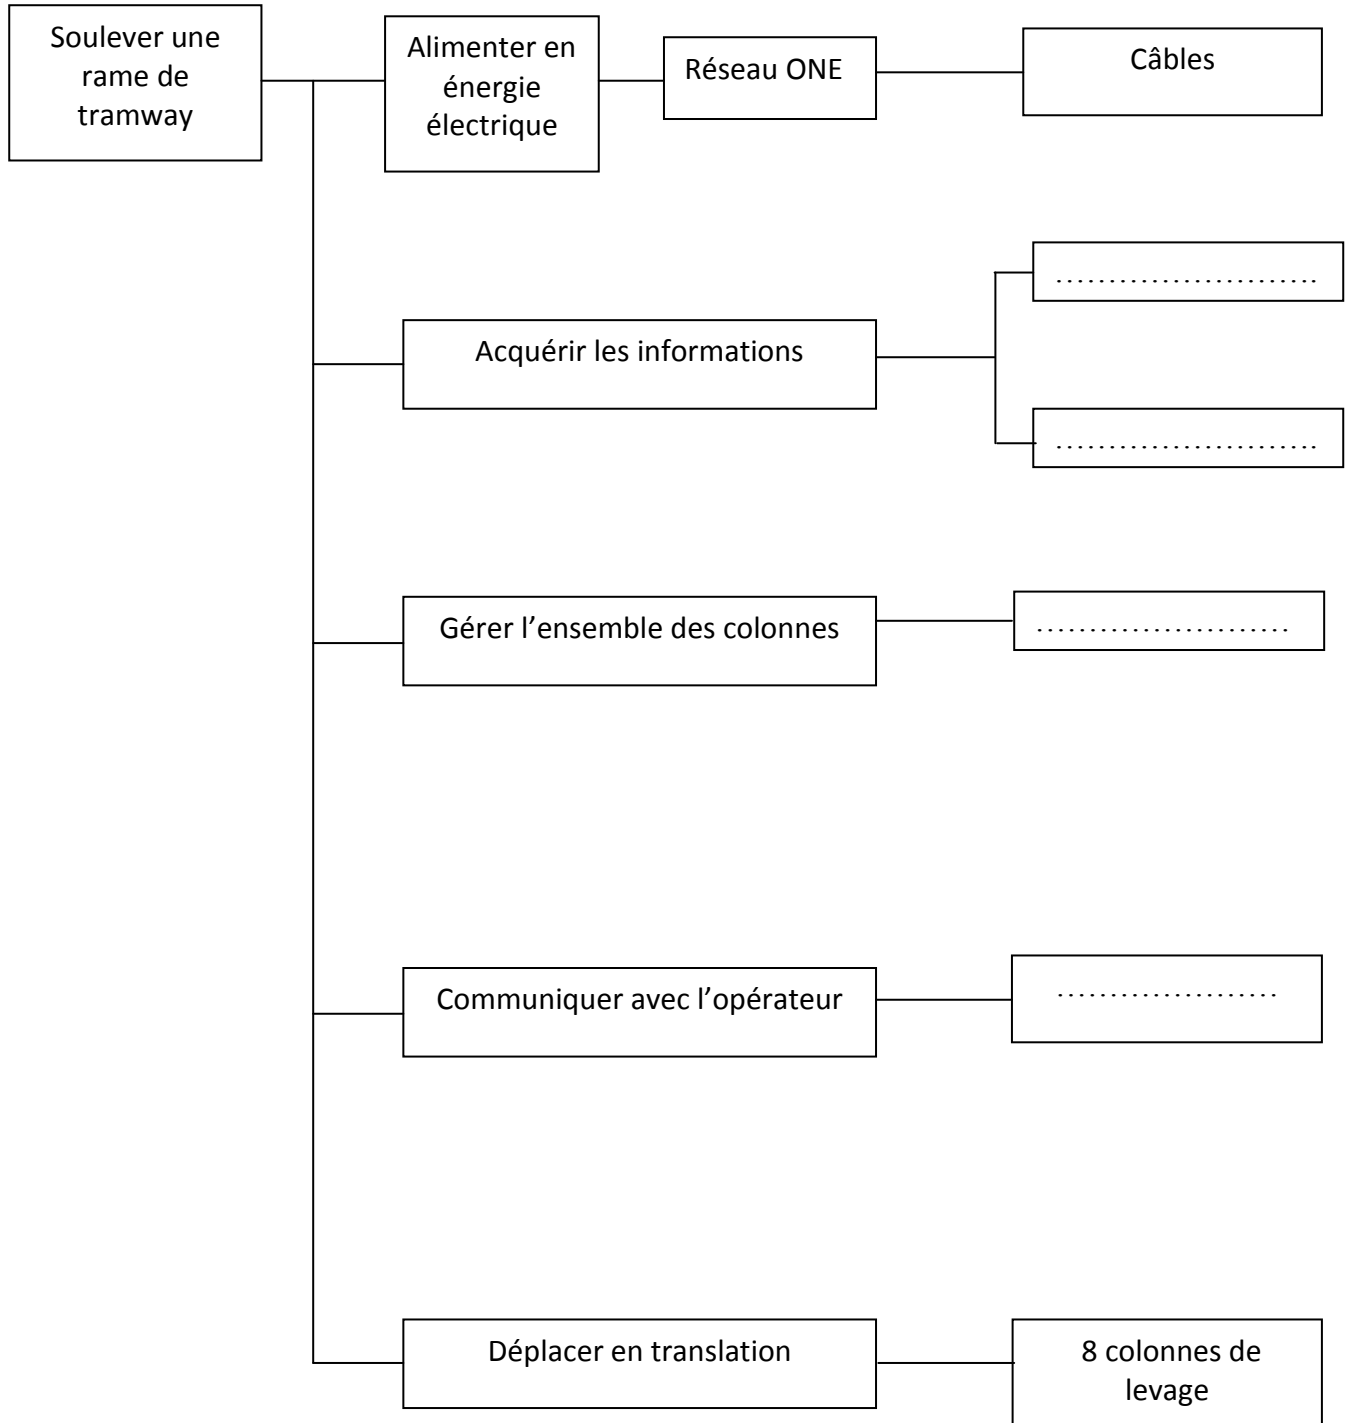 Soulever une
rame de
tramway
Alimenter en
énergie
électrique
Réseau ONE
Câbles
.........................
Acquérir les informations
.........................
Gérer l’ensemble des colonnes
........................
Communiquer avec l’opérateur
.....................
Déplacer en translation
8 colonnes de
levage